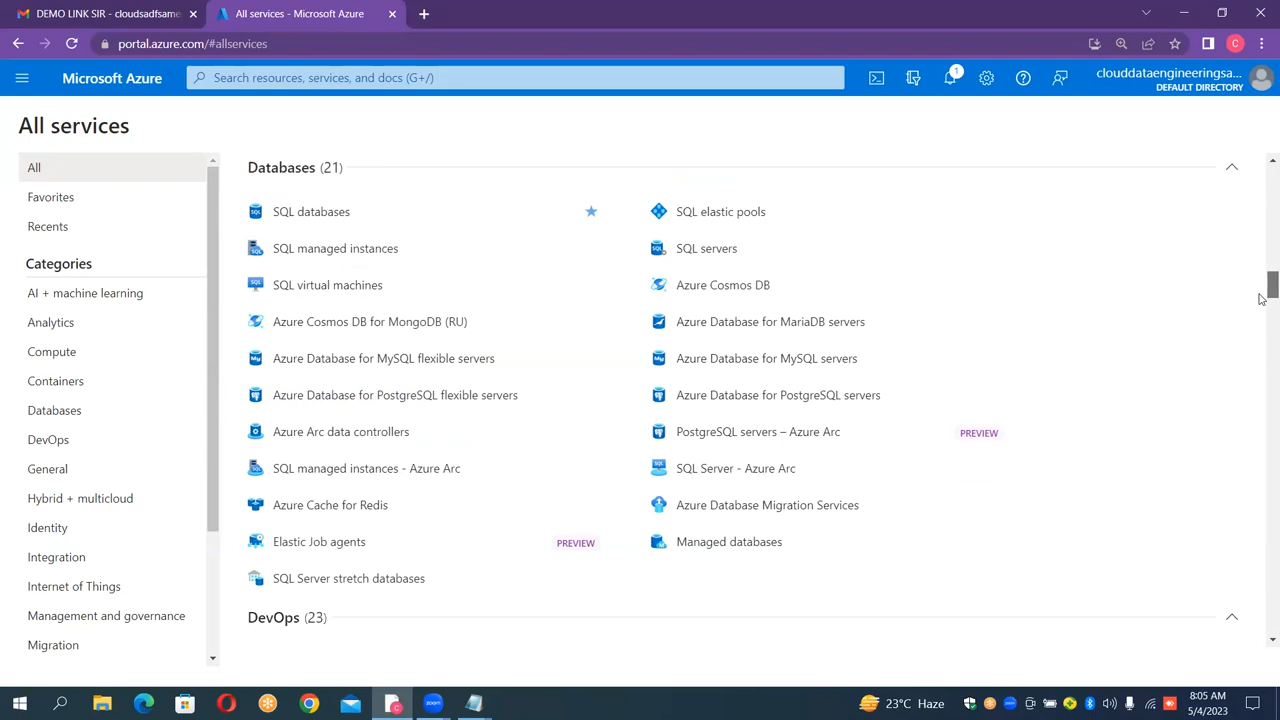 DEMO LINK SIR - cloudsadfsame
All services - Microsoft Azure
portal.azure.com/#allservices
Microsoft Azure
Search resources, services, and docs (G+/)
1
clouddataengineeringsa...
DEFAULT DIRECTORY
All services
All
Favorites
Recents
Categories
AI + machine learning
Analytics
Compute
Containers
Databases
DevOps
General
Hybrid + multicloud
Identity
Integration
Internet of Things
Management and governance
Migration
Databases (21)
SQL databases
SQL elastic pools
SQL managed instances
SQL servers
SQL virtual machines
Azure Cosmos DB
Azure Cosmos DB for MongoDB (RU)
Azure Database for MariaDB servers
Azure Database for MySQL flexible servers
Azure Database for MySQL servers
Azure Database for PostgreSQL flexible servers
Azure Database for PostgreSQL servers
Azure Arc data controllers
PostgreSQL servers – Azure Arc PREVIEW
SQL managed instances - Azure Arc
SQL Server - Azure Arc
Azure Cache for Redis
Azure Database Migration Services
Elastic Job agents PREVIEW
Managed databases
SQL Server stretch databases
DevOps (23)
23°C Haze
8:05 AM
5/4/2023